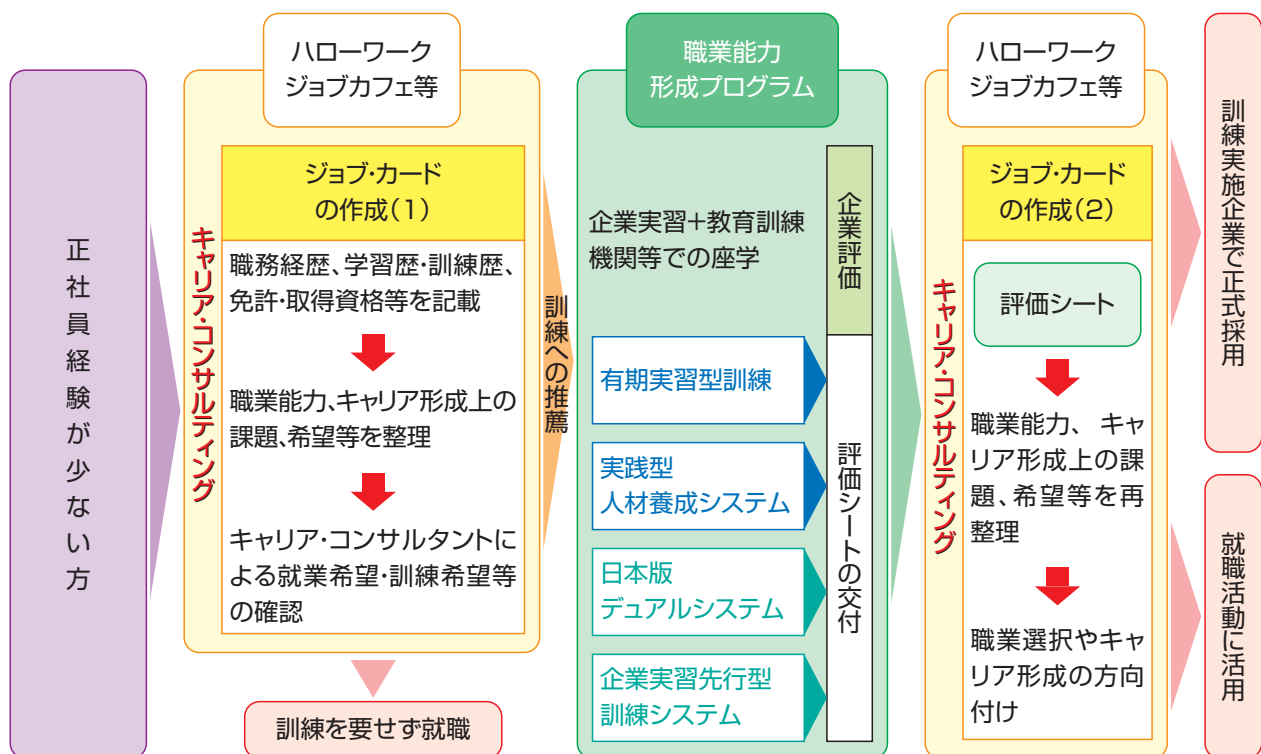 正社員経験が少ない方
ハローワーク
ジョブカフェ等
キャリア・コンサルティング
ジョブ・カード
の作成(1)
職務経歴、学習歴・訓練歴、
免許・取得資格等を記載
職業能力、キャリア形成上の
課題、希望等を整理
キャリア・コンサルタントに
よる就業希望・訓練希望等
の確認
訓練を要せず就職
訓練への推薦
職業能力
形成プログラム
企業実習+教育訓練
機関等での座学
有期実習型訓練
実践型
人材養成システム
日本版
デュアルシステム
企業実習先行型
訓練システム
企業評価
評価シートの交付
ハローワーク
ジョブカフェ等
キャリア・コンサルティング
ジョブ・カード
の作成(2)
評価シート
職業能力、キャ
リア形成上の課
題、希望等を再
整理
職業選択やキャ
リア形成の方向
付け
訓練実施企業で正式採用
就職活動に活用